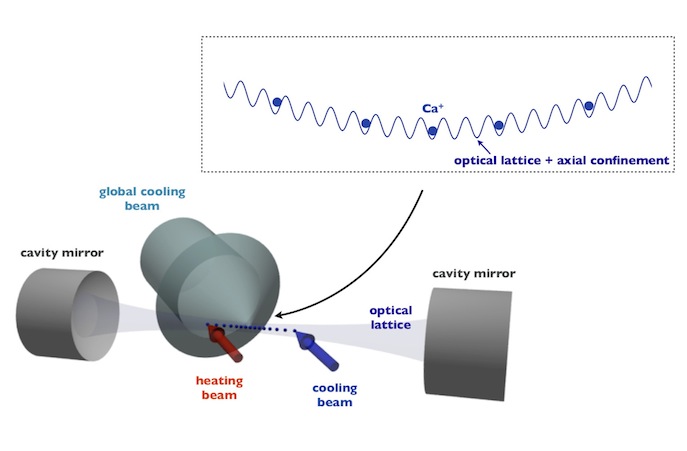 Ca⁺
optical lattice + axial confinement
global cooling
beam
cavity mirror
cavity mirror
optical
lattice
heating
beam
cooling
beam